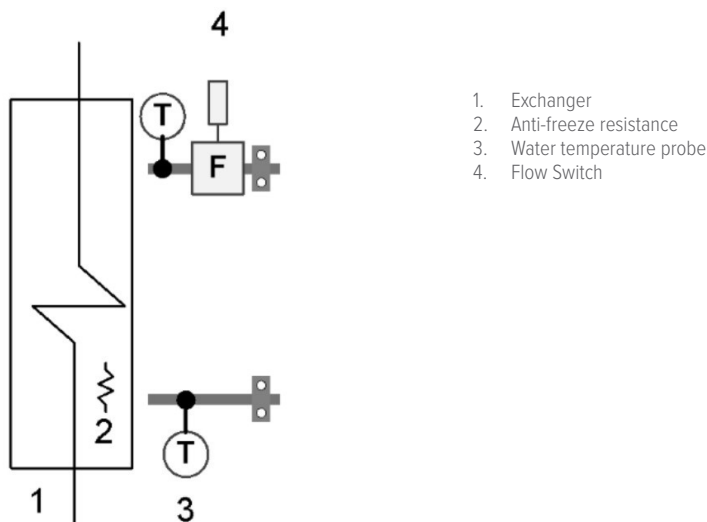 4
T
F
2
T
1
3
1. Exchanger
2. Anti-freeze resistance
3. Water temperature probe
4. Flow Switch